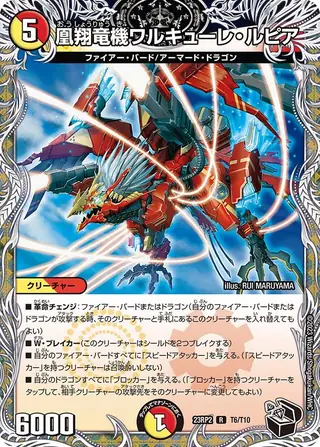 5
おうしょうりゅうき
凰翔竜機ワルキューレ・ルピア
ファイアー・バード/アーマード・ドラゴン
illus. RUI MARUYAMA
クリーチャー
■革命チェンジ:ファイアー・バードまたはドラゴン(自分のファイアー・バードまたは
ドラゴンが攻撃する時、そのクリーチャーと手札にあるこのクリーチャーを入れ替えても
よい)
■W・ブレイカー(このクリーチャーはシールドを2つブレイクする)
■自分のファイアー・バードすべてに「スピードアタッカー」を与える。(「スピードアタッ
カー」を持つクリーチャーは召喚酔いしない)
■自分のドラゴンすべてに「ブロッカー」を与える。(「ブロッカー」を持つクリーチャーを
タップして、相手クリーチャーの攻撃を阻止してもよい)
6000
1
23RP2 R T6/T10